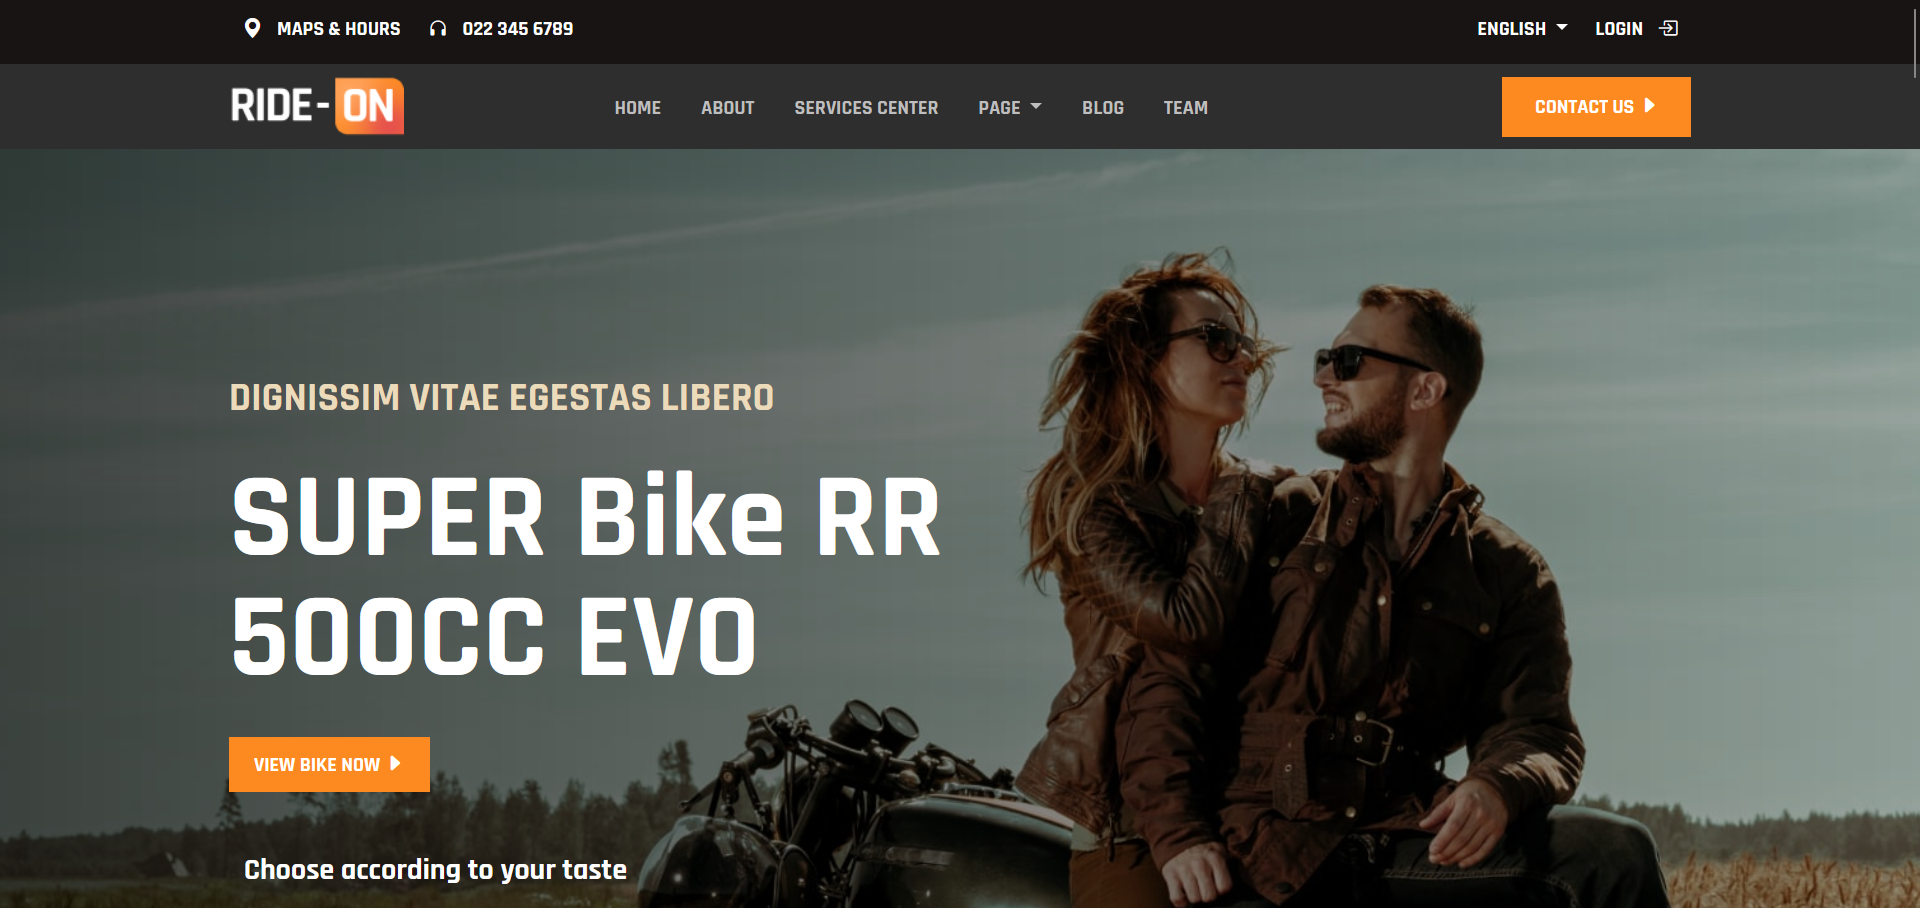 MAPS & HOURS
022 345 6789
ENGLISH
LOGIN
RIDE-ON
HOME
ABOUT
SERVICES CENTER
PAGE
BLOG
TEAM
CONTACT US
DIGNISSIM VITAE EGESTAS LIBERO
SUPER Bike RR
500CC EVO
VIEW BIKE NOW
Choose according to your taste